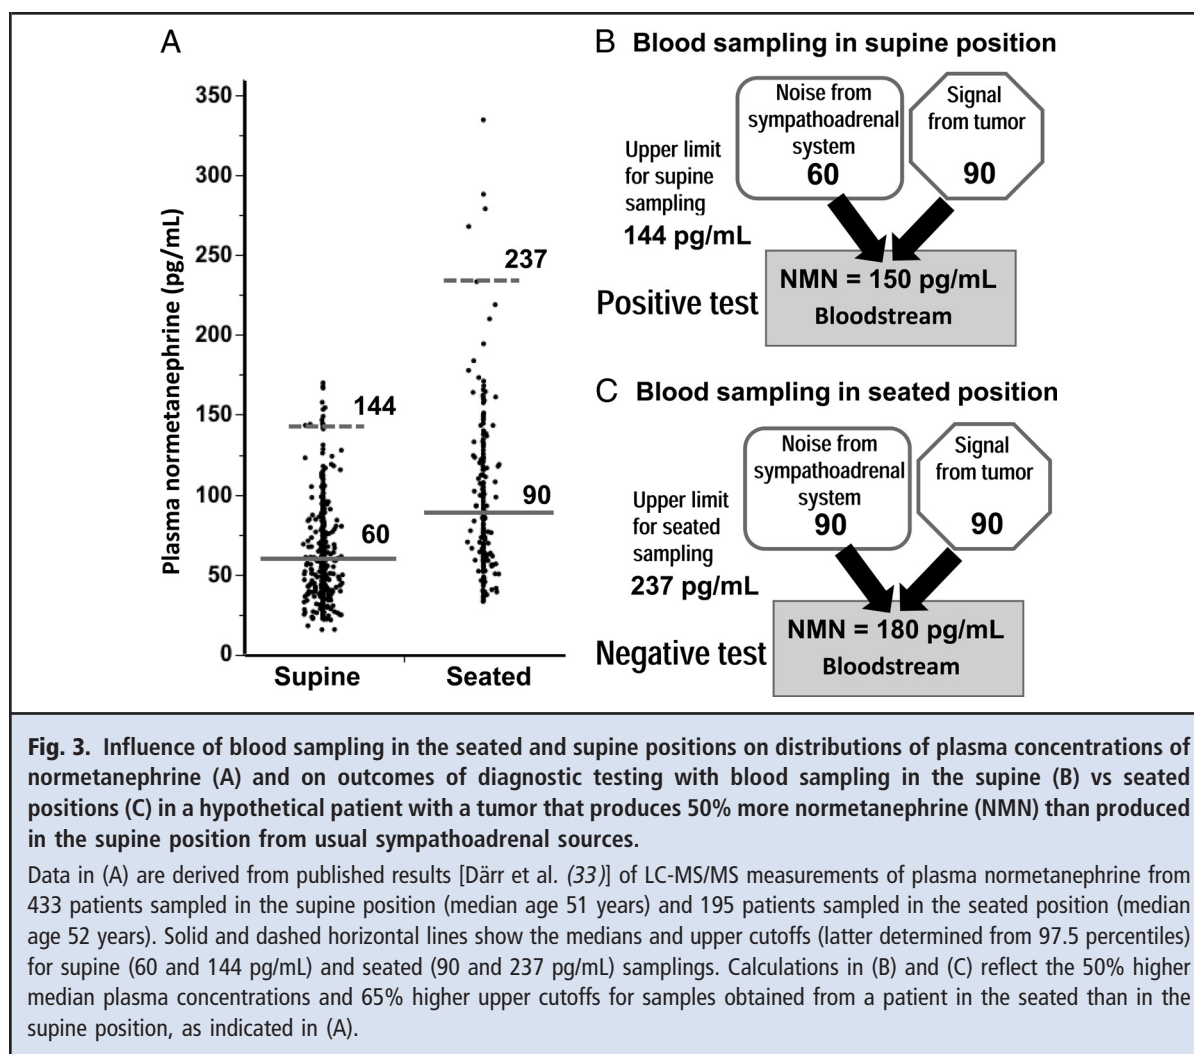 A
Plasma normetanephrine (pg/mL)
350
300
250
200
150
100
50
0
237
144
90
60
Supine
Seated
B Blood sampling in supine position
Noise from
sympathoadrenal
system
60
Signal
from tumor
90
Upper limit
for supine
sampling
144 pg/mL
Positive test
NMN = 150 pg/mL
Bloodstream
C Blood sampling in seated position
Noise from
sympathoadrenal
system
90
Signal
from tumor
90
Upper limit
for seated
sampling
237 pg/mL
Negative test
NMN = 180 pg/mL
Bloodstream
Fig. 3. Influence of blood sampling in the seated and supine positions on distributions of plasma concentrations of
normetanephrine (A) and on outcomes of diagnostic testing with blood sampling in the supine (B) vs seated
positions (C) in a hypothetical patient with a tumor that produces 50% more normetanephrine (NMN) than produced
in the supine position from usual sympathoadrenal sources.
Data in (A) are derived from published results [Därr et al. (33)] of LC-MS/MS measurements of plasma normetanephrine from
433 patients sampled in the supine position (median age 51 years) and 195 patients sampled in the seated position (median
age 52 years). Solid and dashed horizontal lines show the medians and upper cutoffs (latter determined from 97.5 percentiles)
for supine (60 and 144 pg/mL) and seated (90 and 237 pg/mL) samplings. Calculations in (B) and (C) reflect the 50% higher
median plasma concentrations and 65% higher upper cutoffs for samples obtained from a patient in the seated than in the
supine position, as indicated in (A).